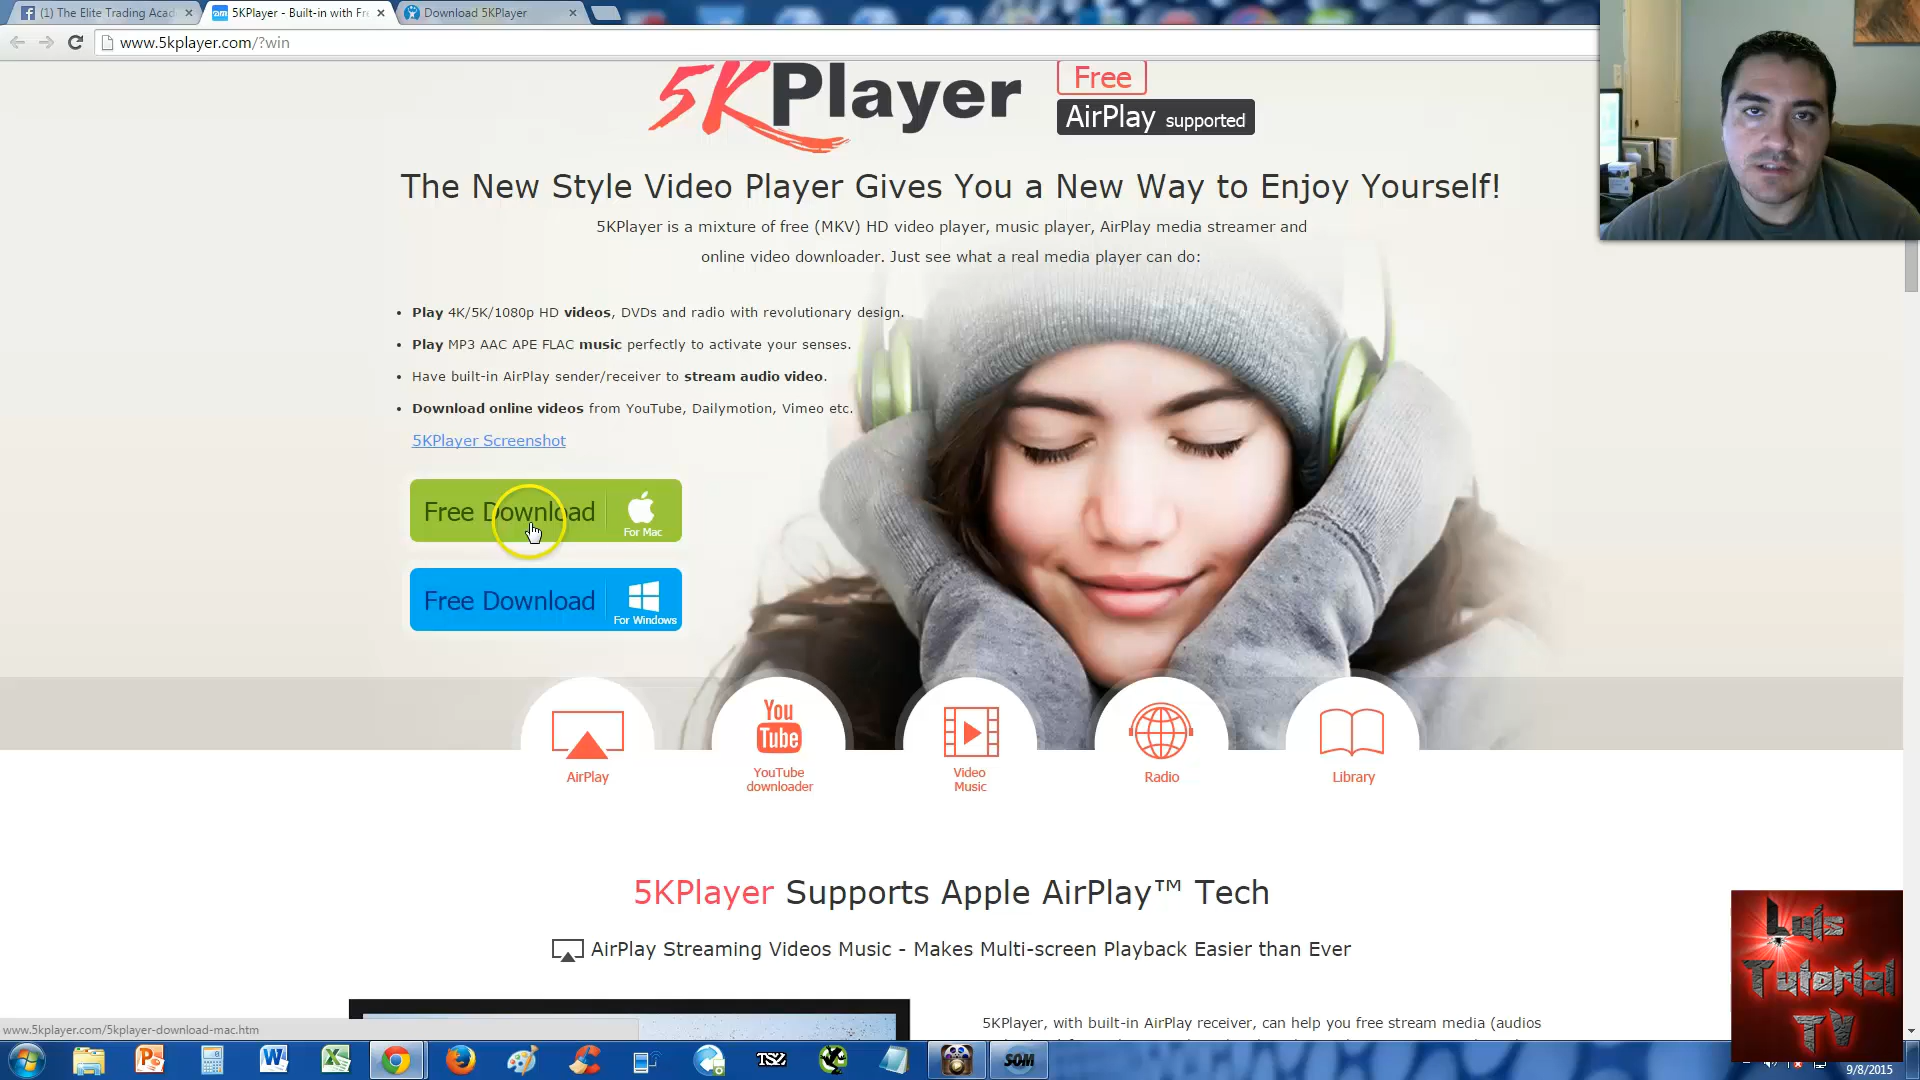 (1) The Elite Trading Acad
5KPlayer - Built-in with Fr
Download 5KPlayer
www.5kplayer.com/?win
5KPlayer
Free
AirPlay supported
The New Style Video Player Gives You a New Way to Enjoy Yourself!
5KPlayer is a mixture of free (MKV) HD video player, music player, AirPlay media streamer and
online video downloader. Just see what a real media player can do:
• Play 4K/5K/1080p HD videos, DVDs and radio with revolutionary design.
• Play MP3 AAC APE FLAC music perfectly to activate your senses.
• Have built-in AirPlay sender/receiver to stream audio video.
• Download online videos from YouTube, Dailymotion, Vimeo etc.
5KPlayer Screenshot
Free Download
For Mac
Free Download
For Windows
You
Tube
AirPlay
YouTube
downloader
Video
Music
Radio
Library
5KPlayer Supports Apple AirPlay™ Tech
AirPlay Streaming Videos Music - Makes Multi-screen Playback Easier than Ever
5KPlayer, with built-in AirPlay receiver, can help you free stream media (audios
www.5kplayer.com/5kplayer-download-mac.htm
Luis
Tutorial
TV
TS2
SOM
9/8/2015